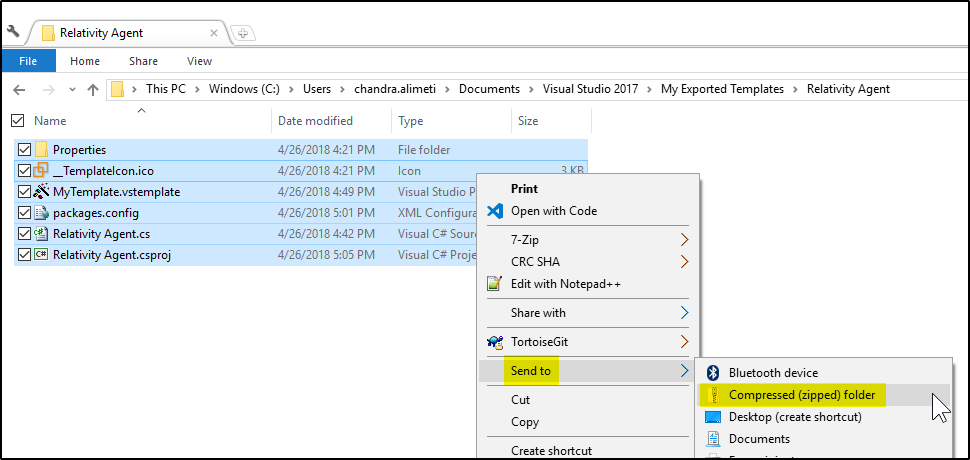 Relativity Agent
File Home Share View
This PC Windows (C:) Users chandra.alimeti Documents Visual Studio 2017 My Exported Templates Relativity Agent
Name Date modified Type Size
Properties 4/26/2018 4:21 PM File folder
__TemplateIcon.ico 4/26/2018 4:21 PM Icon 3 KB
MyTemplate.vstemplate 4/26/2018 4:49 PM Visual Studio P
packages.config 4/26/2018 5:01 PM XML Configura
Relativity Agent.cs 4/26/2018 4:42 PM Visual C# Sourc
Relativity Agent.csproj 4/26/2018 5:05 PM Visual C# Proje
Print
Open with Code
7-Zip
CRC SHA
Edit with Notepad++
Share with
TortoiseGit
Send to
Cut
Copy
Create shortcut
Bluetooth device
Compressed (zipped) folder
Desktop (create shortcut)
Documents